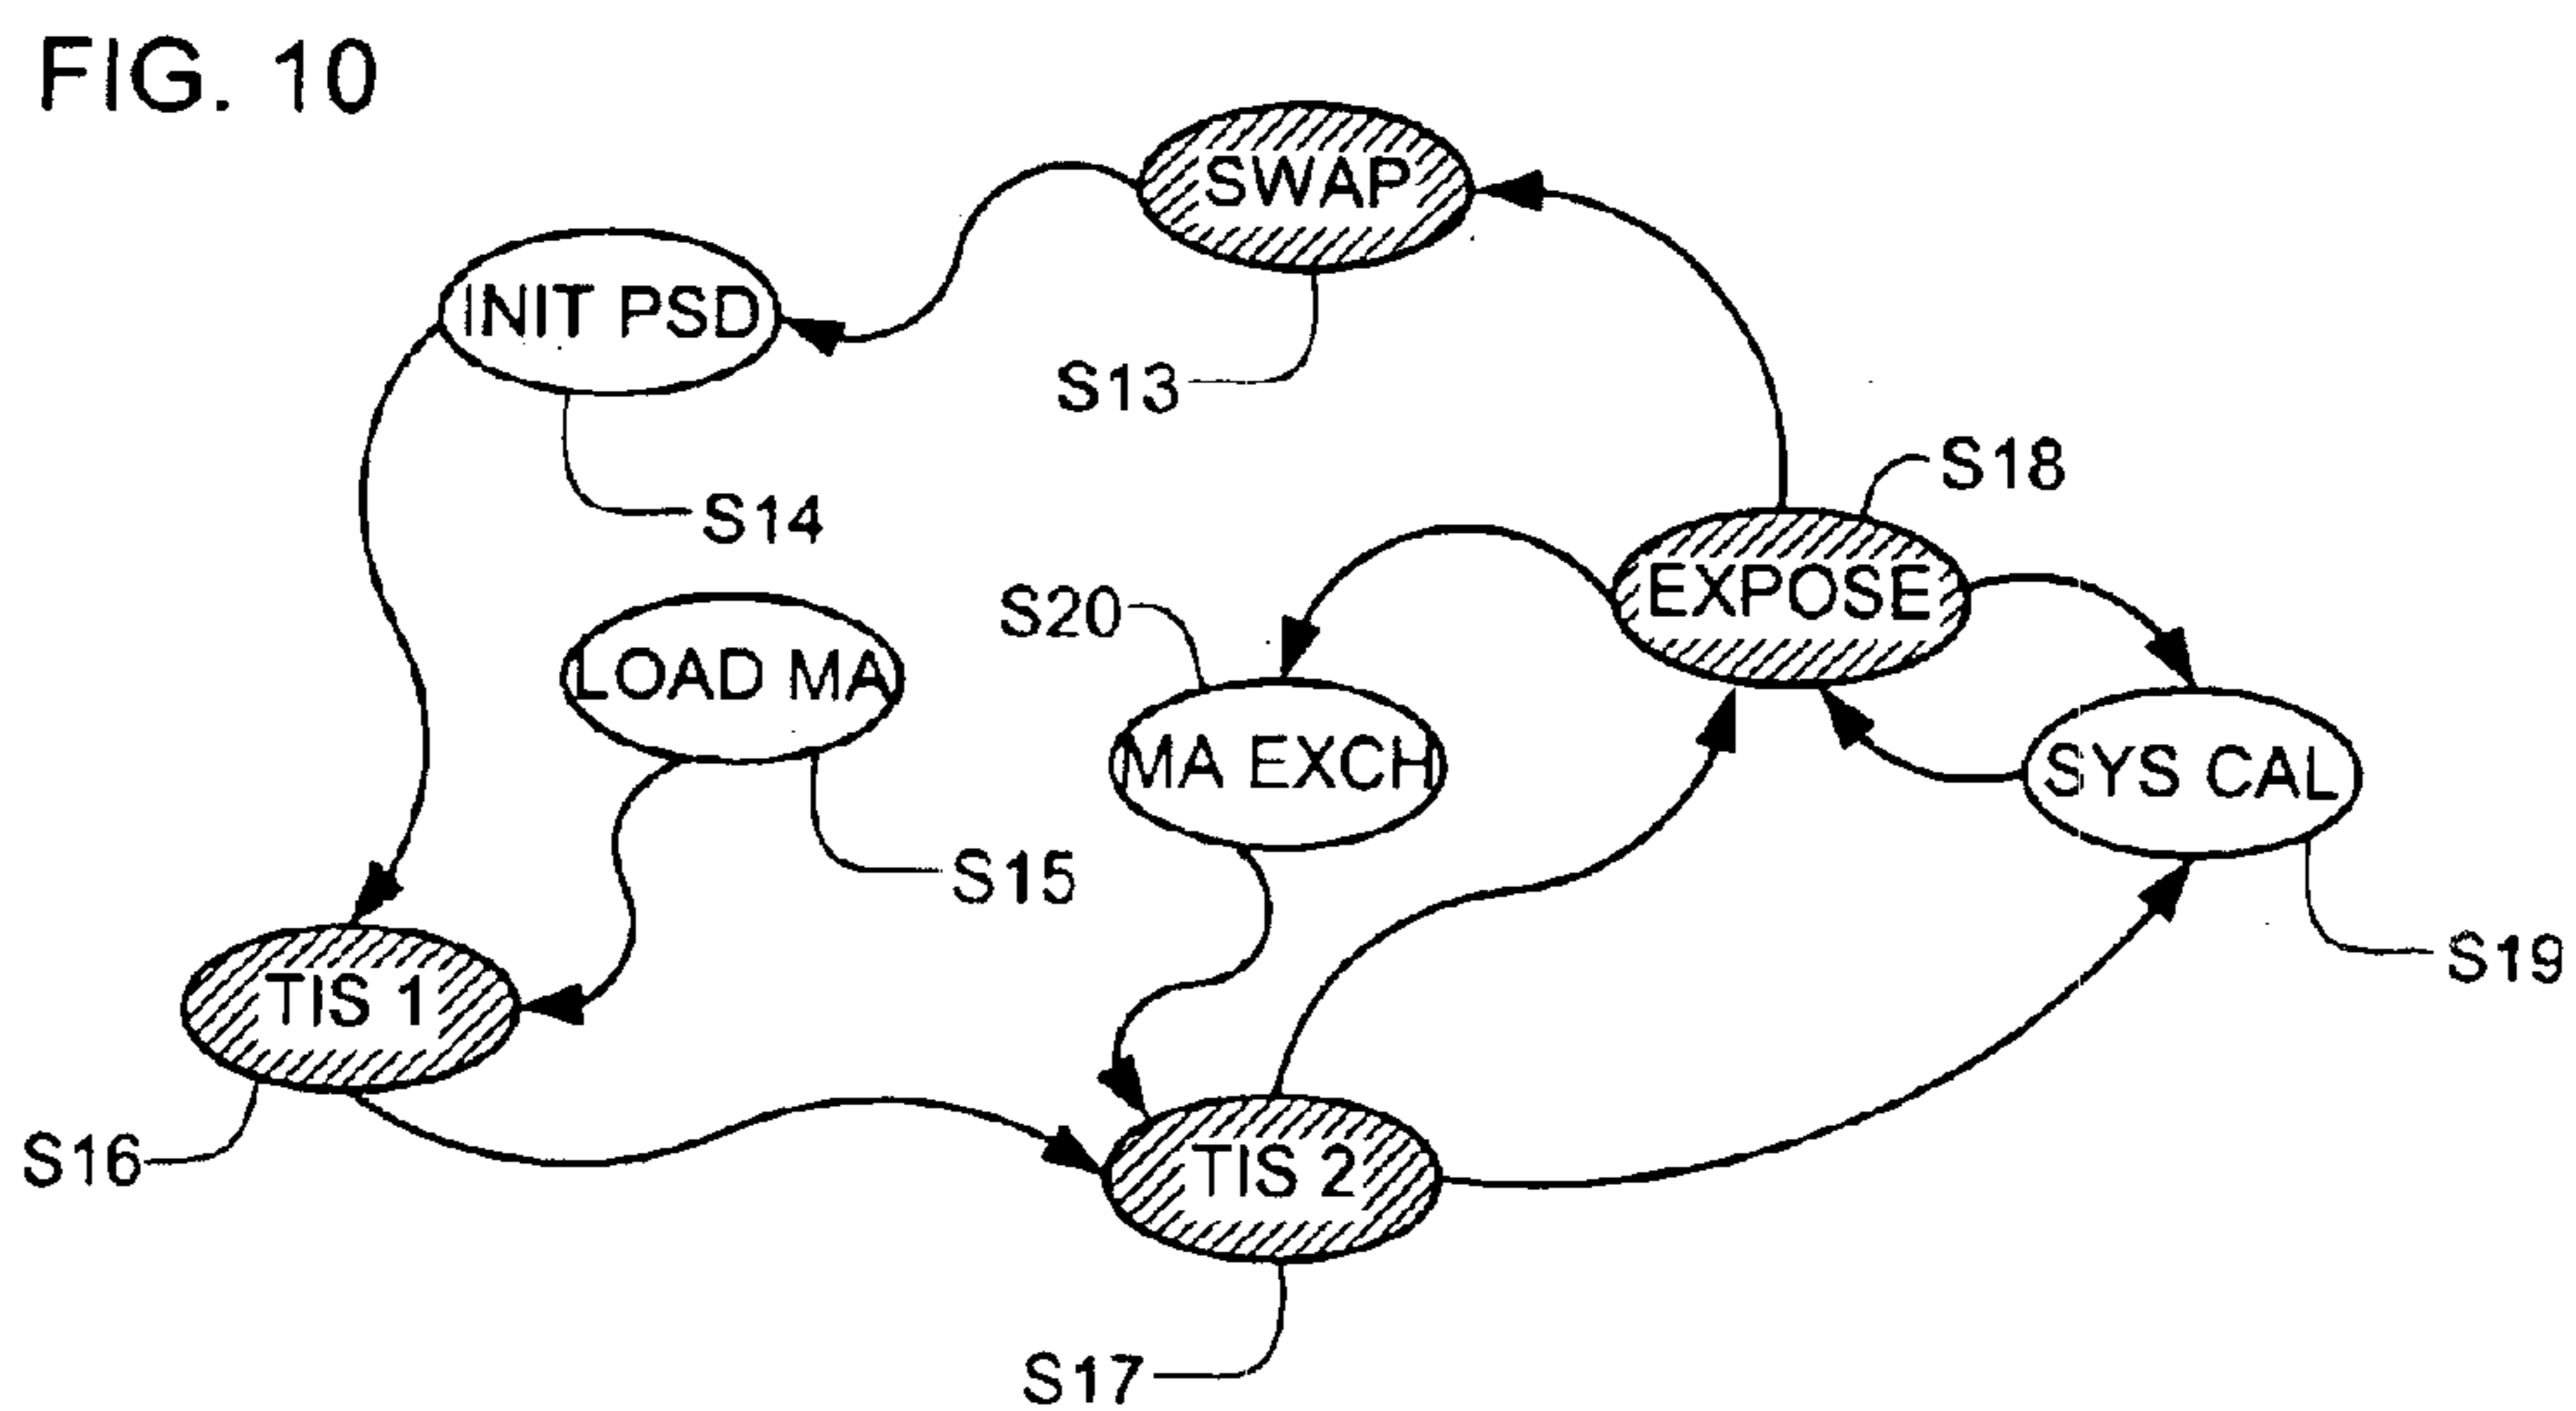 FIG. 10
SWAP
INIT PSD
S13
S18
S14
EXPOSE
S20
LOAD MA
MA EXCH
SYS CAL
S15
S19
TIS 1
S16
TIS 2
S17